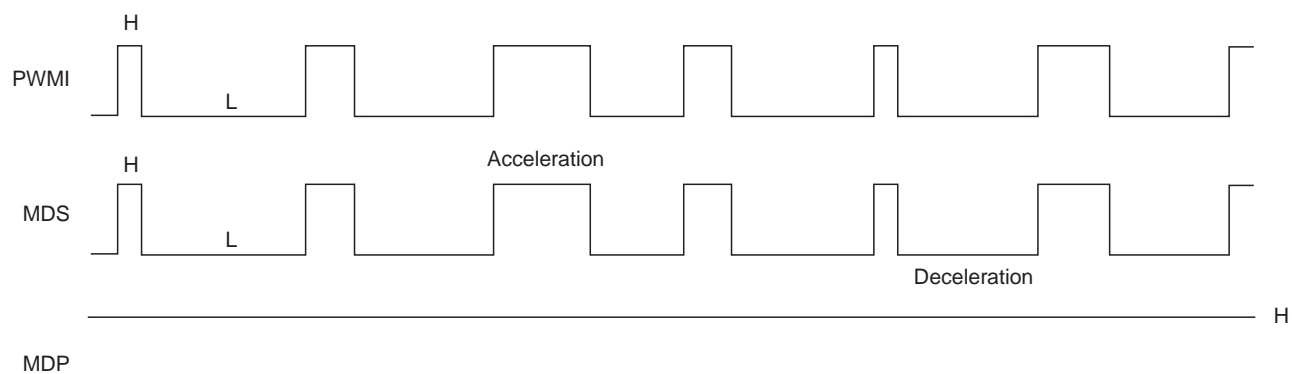 H
PWMI
L
Acceleration
H
MDS
L
Deceleration
H
MDP